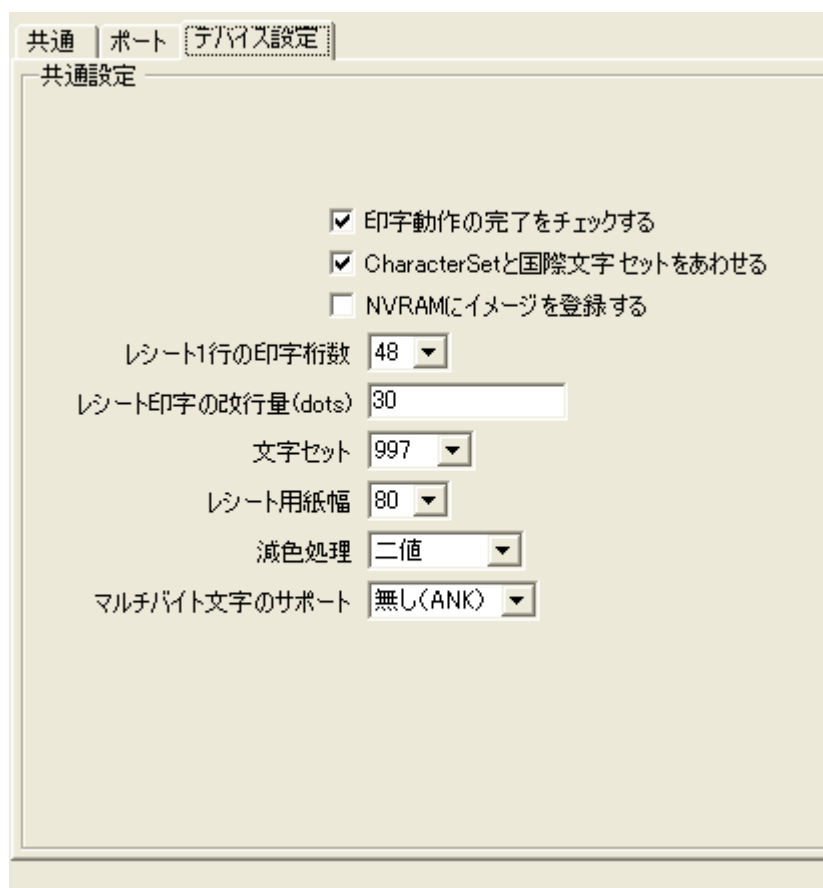 共通 ポート デバイス設定
共通設定
印字動作の完了をチェックする
CharacterSetと国際文字セットをあわせる
NVRAMにイメージを登録する
レシート1行の印字桁数 48
レシート印字の改行量(dots) 30
文字セット 997
レシート用紙幅 80
減色処理 二値
マルチバイト文字のサポート 無し(ANK)